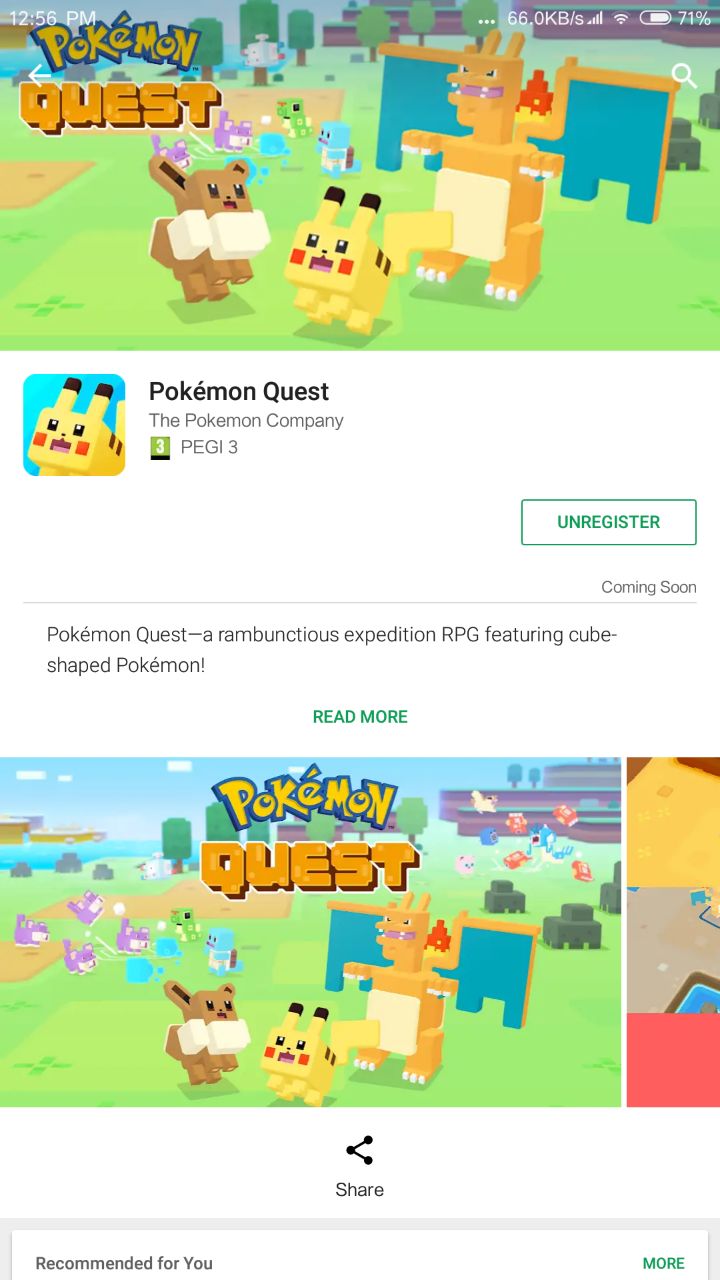 12:56 PM
... 66.0KB/s 71%
POKéMON
QUEST
Pokémon Quest
The Pokemon Company
3 PEGI 3
UNREGISTER
Coming Soon
Pokémon Quest—a rambunctious expedition RPG featuring cube-
shaped Pokémon!
READ MORE
POKéMON
QUEST
Share
Recommended for You
MORE